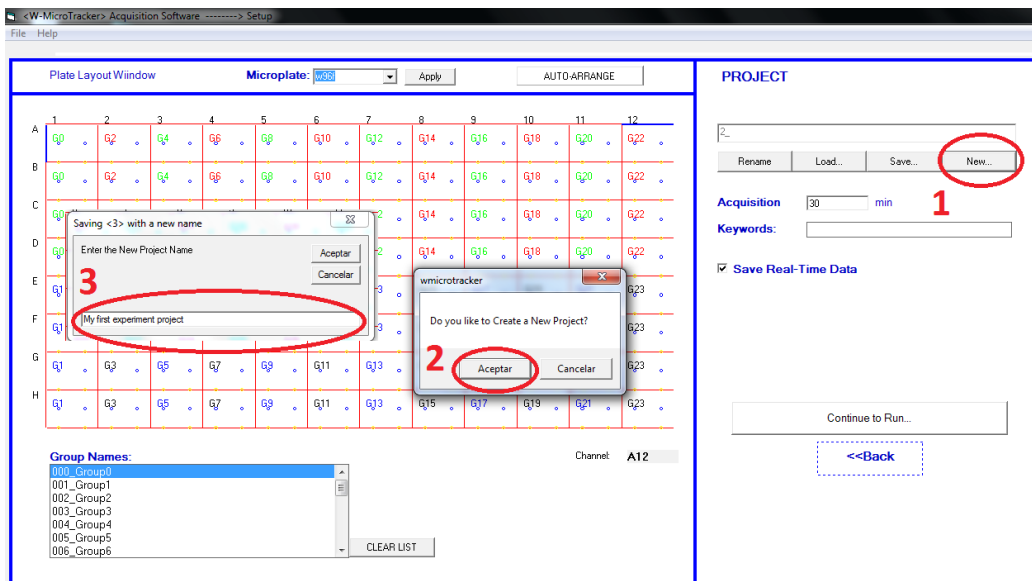 <W-MicroTracker> Acquisition Software --------> Setup
File Help
Plate Layout Wiindow Microplate: w96f Apply AUTO-ARRANGE
PROJECT
2_
Rename Load... Save... New...
1
Acquisition 30 min
Keywords:
Save Real-Time Data
1 2 3 4 5 6 7 8 9 10 11 12
A G0 G2 G4 G6 G8 G10 G12 G14 G16 G18 G20 G22
B G0 G2 G4 G6 G8 G10 G12 G14 G16 G18 G20 G22
C G14 G16 G18 G20 G22
D G14 G16 G18 G20 G22
E G1 G23
F G1 G23
G G1 G3 G5 G7 G9 G11 G13 G23
H G1 G3 G5 G7 G9 G11 G13 G15 G17 G19 G21 G23
Saving <3> with a new name
Enter the New Project Name
Aceptar
Cancelar
3
My first experiment project
wmicrotracker
Do you like to Create a New Project?
2
Aceptar Cancelar
Continue to Run...
<<Back
Group Names:
Channel: A12
000_Group0
001_Group1
002_Group2
003_Group3
004_Group4
005_Group5
006_Group6
CLEAR LIST